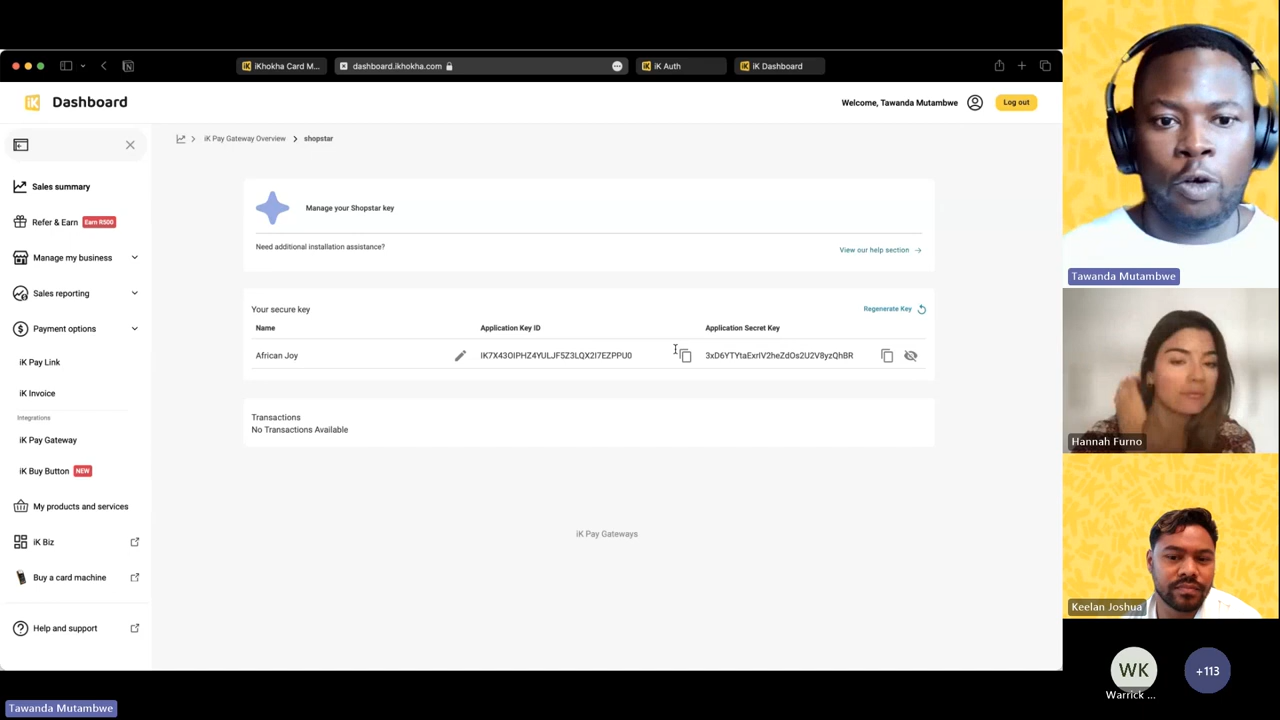 iKhokha Card M...
dashboard.ikhokha.com
iK Auth
iK Dashboard
iK Dashboard
Welcome, Tawanda Mutambwe
Log out
iK Pay Gateway Overview > shopstar
Sales summary
Refer & Earn Earn R500
Manage my business
Sales reporting
Payment options
iK Pay Link
iK Invoice
Integrations
iK Pay Gateway
iK Buy Button NEW
My products and services
iK Biz
Buy a card machine
Help and support
Manage your Shopstar key
Need additional installation assistance?
View our help section →
Your secure key
Regenerate Key
Name Application Key ID Application Secret Key
African Joy IK7X43OIPHZ4YULJF5Z3LQX2I7EZPPU0 3xD6YTYtaExrIV2heZdOs2U2V8yzQhBR
Transactions
No Transactions Available
iK Pay Gateways
Tawanda Mutambwe
Hannah Furno
Keelan Joshua
WK
Warrick ...
+113
Tawanda Mutambwe